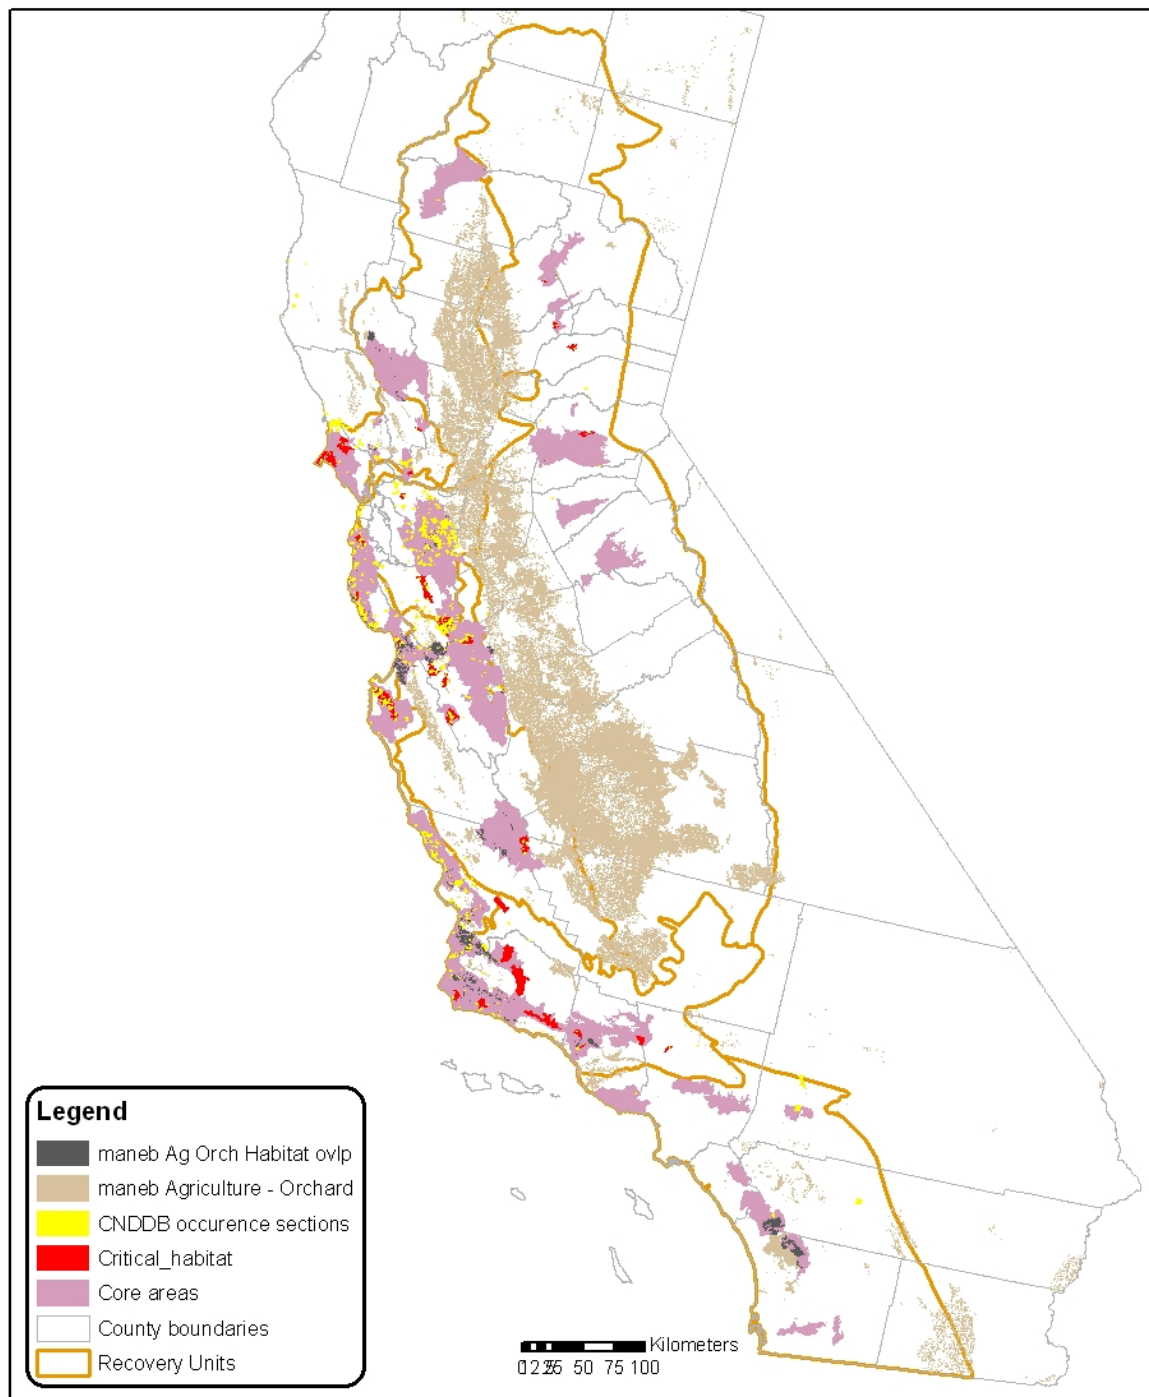 Legend
maneb Ag Orch Habitat ovlp
maneb Agriculture - Orchard
CNDDB occurence sections
Critical_habitat
Core areas
County boundaries
Recovery Units
Kilometers
50 75 100